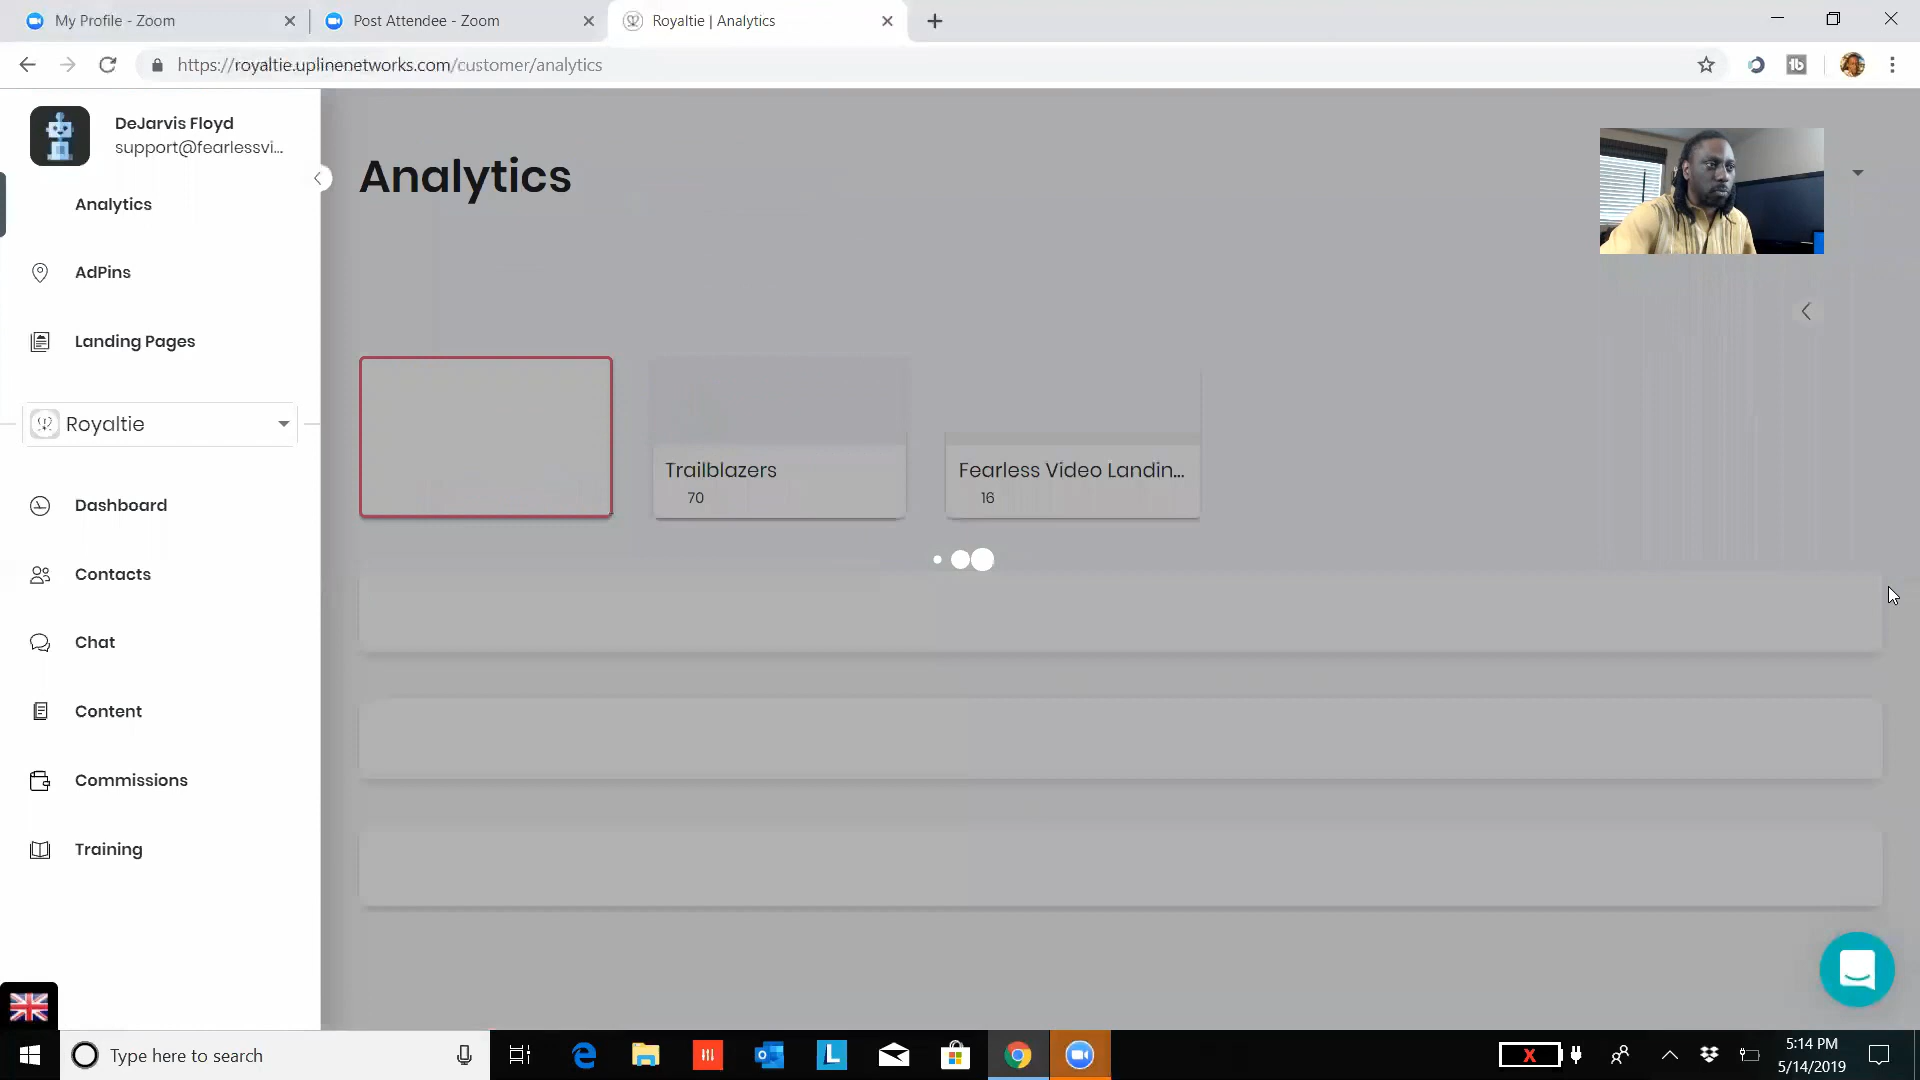 My Profile - Zoom
Post Attendee - Zoom
Royaltie | Analytics
https://royaltie.uplinenetworks.com/customer/analytics
DeJarvis Floyd
support@fearlessvi...
Analytics
AdPins
Landing Pages
Royaltie
Dashboard
Contacts
Chat
Content
Commissions
Training
Analytics
Trailblazers
70
Fearless Video Landin...
16
Type here to search
5:14 PM
5/14/2019